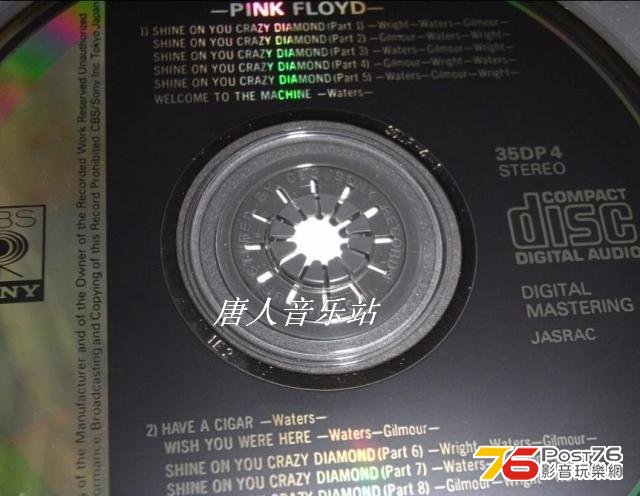 —PINK FLOYD—
1) SHINE ON YOU CRAZY DIAMOND (Part 1) —Wright—Waters—Gilmour—
SHINE ON YOU CRAZY DIAMOND (Part 2) —Gilmour—Waters—Wright—
SHINE ON YOU CRAZY DIAMOND (Part 3) —Waters—Gilmour—Wright—
SHINE ON YOU CRAZY DIAMOND (Part 4) —Gilmour—Wright—Waters—
SHINE ON YOU CRAZY DIAMOND (Part 5) —Waters—Gilmour—Wright—
WELCOME TO THE MACHINE —Waters—
of the Manufacturer and of the Owner of the Recorded Work Reserved Unauthorized
Broadcasting and Copying of this Record Prohibited CBS/Sony Inc. Tokyo Japan
35DP4
STEREO
COMPACT
disc
DIGITAL AUDIO
DIGITAL
MASTERING
JASRAC
唐人音乐站
2) HAVE A CIGAR —Waters—
WISH YOU WERE HERE —Waters—Gilmour—
SHINE ON YOU CRAZY DIAMOND (Part 6) —Wright—Waters—Gilmour—
SHINE ON YOU CRAZY DIAMOND (Part 7) —Waters—
SHINE ON YOU CRAZY DIAMOND (Part 8) —Gilmour—
76 Post76
影音玩樂網